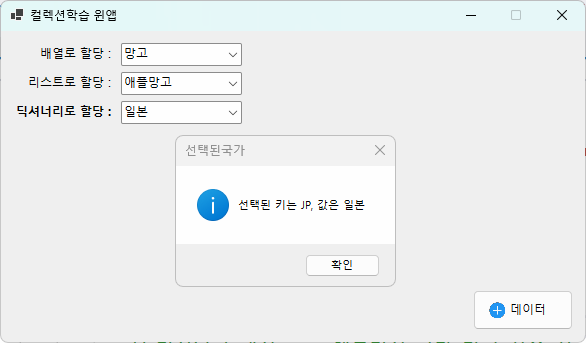 컬렉션학습 윈앱
배열로 할당 : 망고
리스트로 할당 : 애플망고
딕셔너리로 할당 : 일본
선택된국가
선택된 키는 JP, 값은 일본
확인
데이터